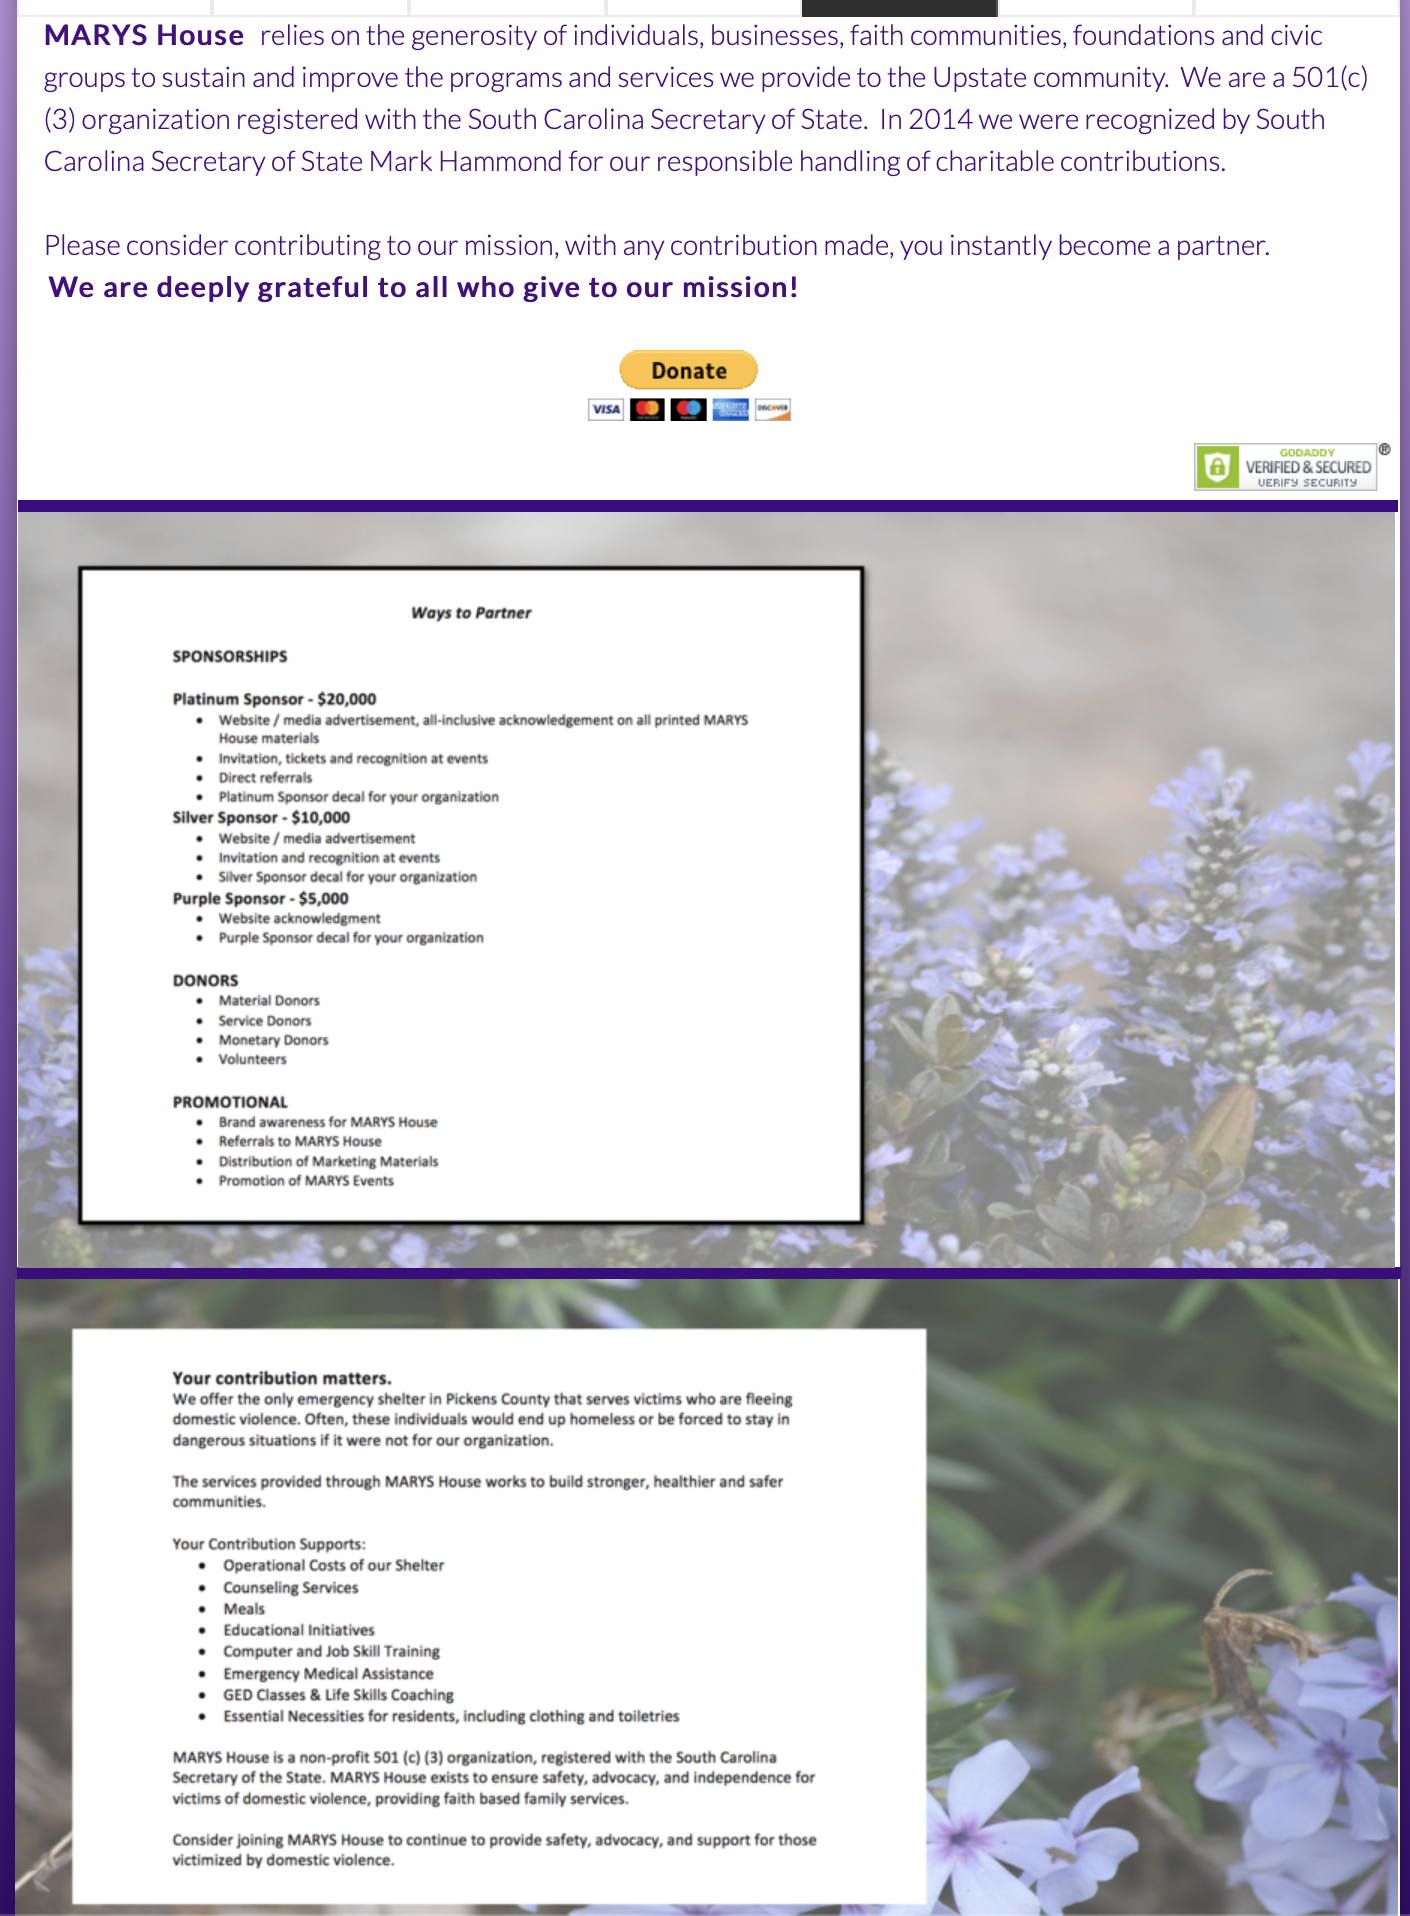 MARYS House relies on the generosity of individuals, businesses, faith communities, foundations and civic
groups to sustain and improve the programs and services we provide to the Upstate community. We are a 501(c)
(3) organization registered with the South Carolina Secretary of State. In 2014 we were recognized by South
Carolina Secretary of State Mark Hammond for our responsible handling of charitable contributions.
Please consider contributing to our mission, with any contribution made, you instantly become a partner.
We are deeply grateful to all who give to our mission!
Donate
VISA
AMERICAN EXPRESS
DISCOVER
GODADDY ®
VERIFIED & SECURED
VERIFY SECURITY
Ways to Partner
SPONSORSHIPS
Platinum Sponsor - $20,000
• Website / media advertisement, all-inclusive acknowledgement on all printed MARYS
House materials
• Invitation, tickets and recognition at events
• Direct referrals
• Platinum Sponsor decal for your organization
Silver Sponsor - $10,000
• Website / media advertisement
• Invitation and recognition at events
• Silver Sponsor decal for your organization
Purple Sponsor - $5,000
• Website acknowledgment
• Purple Sponsor decal for your organization
DONORS
• Material Donors
• Service Donors
• Monetary Donors
• Volunteers
PROMOTIONAL
• Brand awareness for MARYS House
• Referrals to MARYS House
• Distribution of Marketing Materials
• Promotion of MARYS Events
Your contribution matters.
We offer the only emergency shelter in Pickens County that serves victims who are fleeing
domestic violence. Often, these individuals would end up homeless or be forced to stay in
dangerous situations if it were not for our organization.
The services provided through MARYS House works to build stronger, healthier and safer
communities.
Your Contribution Supports:
• Operational Costs of our Shelter
• Counseling Services
• Meals
• Educational Initiatives
• Computer and Job Skill Training
• Emergency Medical Assistance
• GED Classes & Life Skills Coaching
• Essential Necessities for residents, including clothing and toiletries
MARYS House is a non-profit 501 (c) (3) organization, registered with the South Carolina
Secretary of the State. MARYS House exists to ensure safety, advocacy, and independence for
victims of domestic violence, providing faith based family services.
Consider joining MARYS House to continue to provide safety, advocacy, and support for those
victimized by domestic violence.